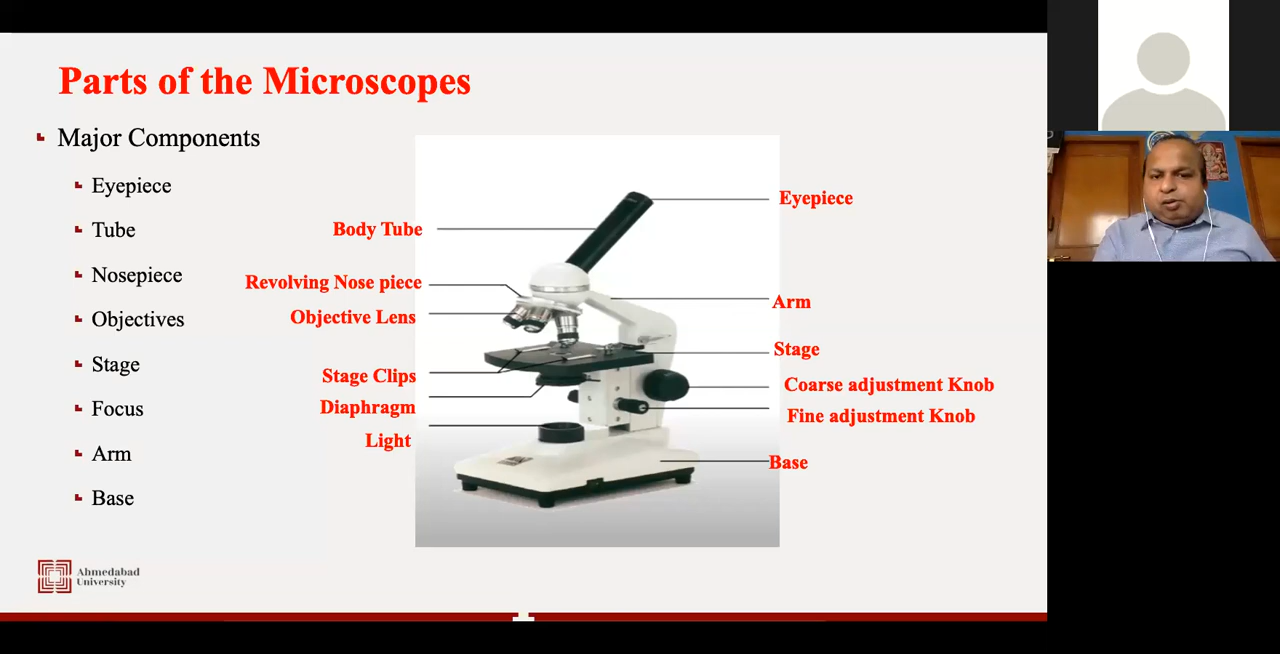 Parts of the Microscopes
Major Components
Eyepiece
Tube
Nosepiece
Objectives
Stage
Focus
Arm
Base
Body Tube
Revolving Nose piece
Objective Lens
Stage Clips
Diaphragm
Light
Eyepiece
Arm
Stage
Coarse adjustment Knob
Fine adjustment Knob
Base
Ahmedabad
University